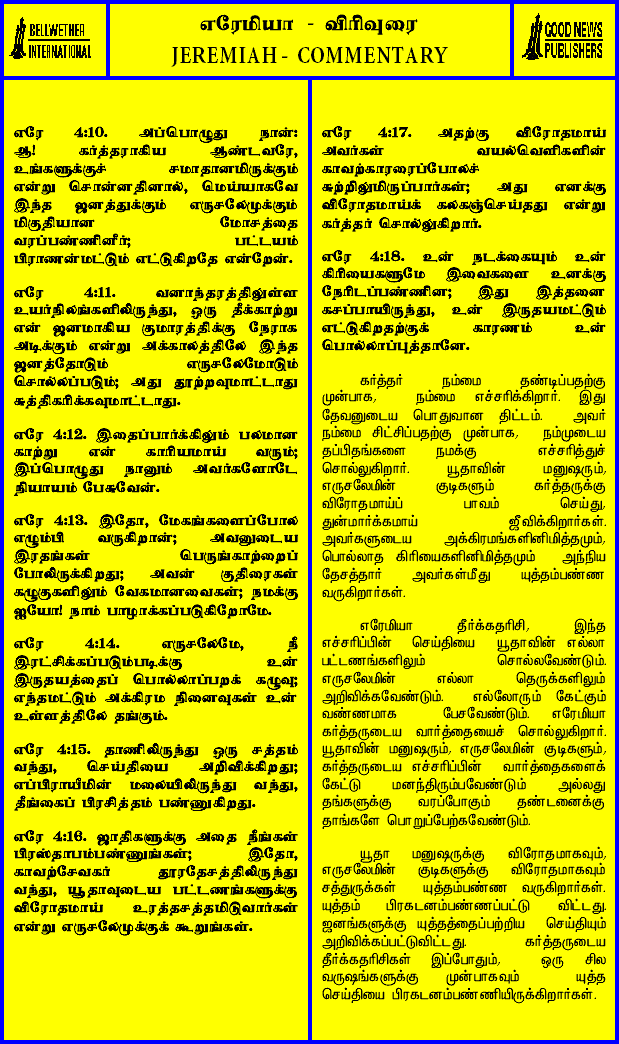 BELLWETHER
INTERNATIONAL
எரேமியா - விரிவுரை
JEREMIAH - COMMENTARY
GOOD NEWS
PUBLISHERS
எரே 4:10. அப்பொழுது நான்:
ஆ! கர்த்தராகிய ஆண்டவரே,
உங்களுக்குச் சமாதானமிருக்கும்
என்று சொன்னதினால், மெய்யாகவே
இந்த ஜனத்துக்கும் எருசலேமுக்கும்
மிகுதியான மோசத்தை
வரப்பண்ணினீர்; பட்டயம்
பிராணன்மட்டும் எட்டுகிறதே என்றேன்.
எரே 4:11. வனாந்தரத்திலுள்ள
உயர்நிலங்களிலிருந்து, ஒரு தீக்காற்று
என் ஜனமாகிய குமாரத்திக்கு நேராக
அடிக்கும் என்று அக்காலத்திலே இந்த
ஜனத்தோடும் எருசலேமோடும்
சொல்லப்படும்; அது தூற்றவுமாட்டாது
சுத்திகரிக்கவுமாட்டாது.
எரே 4:12. இதைப்பார்க்கிலும் பலமான
காற்று என் காரியமாய் வரும்;
இப்பொழுது நானும் அவர்களோடே
நியாயம் பேசுவேன்.
எரே 4:13. இதோ, மேகங்களைப்போல
எழும்பி வருகிறான்; அவனுடைய
இரதங்கள் பெருங்காற்றைப்
போலிருக்கிறது; அவன் குதிரைகள்
கழுகுகளிலும் வேகமானவைகள்; நமக்கு
ஐயோ! நாம் பாழாக்கப்படுகிறோமே.
எரே 4:14. எருசலேமே, நீ
இரட்சிக்கப்படும்படிக்கு உன்
இருதயத்தைப் பொல்லாப்பறக் கழுவு;
எந்தமட்டும் அக்கிரம நினைவுகள் உன்
உள்ளத்திலே தங்கும்.
எரே 4:15. தாணிலிருந்து ஒரு சத்தம்
வந்து, செய்தியை அறிவிக்கிறது;
எப்பிராயீமின் மலையிலிருந்து வந்து,
தீங்கைப் பிரசித்தம் பண்ணுகிறது.
எரே 4:16. ஜாதிகளுக்கு அதை நீங்கள்
பிரஸ்தாபம்பண்ணுங்கள்; இதோ,
காவற்சேவகர் தூரதேசத்திலிருந்து
வந்து, யூதாவுடைய பட்டணங்களுக்கு
விரோதமாய் உரத்தசத்தமிடுவார்கள்
என்று எருசலேமுக்குக் கூறுங்கள்.
எரே 4:17. அதற்கு விரோதமாய்
அவர்கள் வயல்வெளிகளின்
காவற்காரரைப்போலச்
சுற்றிலுமிருப்பார்கள்; அது எனக்கு
விரோதமாய்க் கலகஞ்செய்தது என்று
கர்த்தர் சொல்லுகிறார்.
எரே 4:18. உன் நடக்கையும் உன்
கிரியைகளுமே இவைகளை உனக்கு
நேரிடப்பண்ணின; இது இத்தனை
கசப்பாயிருந்து, உன் இருதயமட்டும்
எட்டுகிறதற்குக் காரணம் உன்
பொல்லாப்புத்தானே.
கர்த்தர் நம்மை தண்டிப்பதற்கு
முன்பாக, நம்மை எச்சரிக்கிறார். இது
தேவனுடைய பொதுவான திட்டம். அவர்
நம்மை சிட்சிப்பதற்கு முன்பாக, நம்முடைய
தப்பிதங்களை நமக்கு எச்சரித்துச்
சொல்லுகிறார். யூதாவின் மனுஷரும்,
எருசலேமின் குடிகளும் கர்த்தருக்கு
விரோதமாய்ப் பாவம் செய்து,
துன்மார்க்கமாய் ஜீவிக்கிறார்கள்.
அவர்களுடைய அக்கிரமங்களினிமித்தமும்,
பொல்லாத கிரியைகளினிமித்தமும் அந்நிய
தேசத்தார் அவர்கள்மீது யுத்தம்பண்ண
வருகிறார்கள்.
எரேமியா தீர்க்கதரிசி, இந்த
எச்சரிப்பின் செய்தியை யூதாவின் எல்லா
பட்டணங்களிலும் சொல்லவேண்டும்.
எருசலேமின் எல்லா தெருக்களிலும்
அறிவிக்கவேண்டும். எல்லோரும் கேட்கும்
வண்ணமாக பேசவேண்டும். எரேமியா
கர்த்தருடைய வார்த்தையைச் சொல்லுகிறார்.
யூதாவின் மனுஷரும், எருசலேமின் குடிகளும்,
கர்த்தருடைய எச்சரிப்பின் வார்த்தைகளைக்
கேட்டு மனந்திரும்பவேண்டும் அல்லது
தங்களுக்கு வரப்போகும் தண்டனைக்கு
தாங்களே பொறுப்பேற்கவேண்டும்.
யூதா மனுஷருக்கு விரோதமாகவும்,
எருசலேமின் குடிகளுக்கு விரோதமாகவும்
சத்துருக்கள் யுத்தம்பண்ண வருகிறார்கள்.
யுத்தம் பிரகடனம்பண்ணப்பட்டு விட்டது.
ஜனங்களுக்கு யுத்தத்தைப்பற்றிய செய்தியும்
அறிவிக்கப்பட்டுவிட்டது. கர்த்தருடைய
தீர்க்கதரிசிகள் இப்போதும், ஒரு சில
வருஷங்களுக்கு முன்பாகவும் யுத்த
செய்தியை பிரகடனம்பண்ணியிருக்கிறார்கள்.